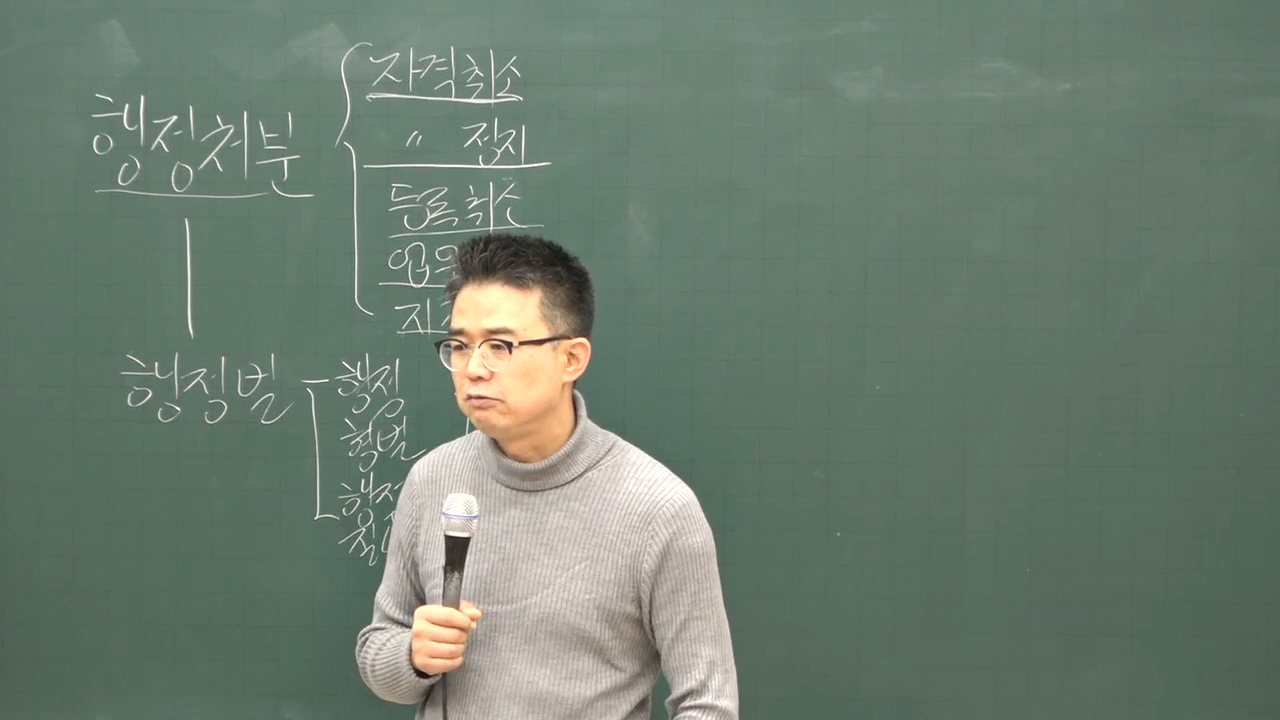 행정처분
자격취소
〃 정지
등록취소
행정벌
행정
형벌